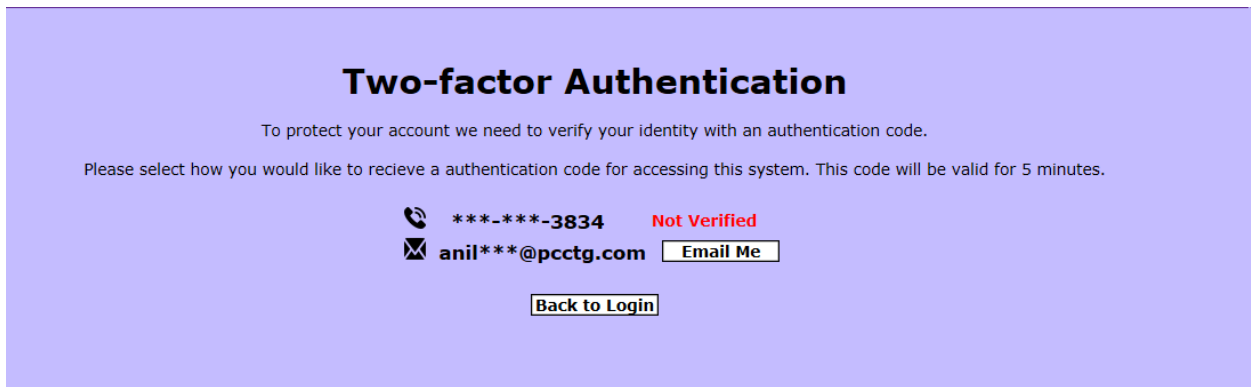 Two-factor Authentication
To protect your account we need to verify your identity with an authentication code.
Please select how you would like to recieve a authentication code for accessing this system. This code will be valid for 5 minutes.
***-***-3834 Not Verified
anil***@pcctg.com Email Me
Back to Login